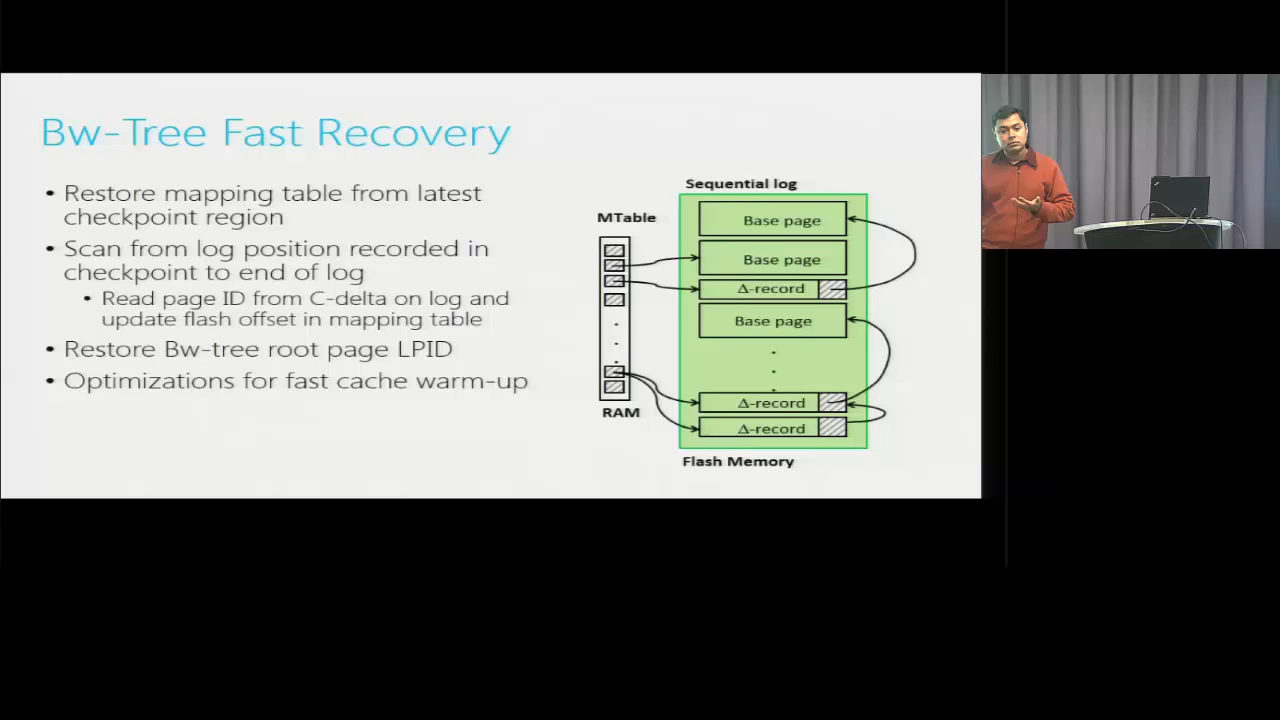 Bw-Tree Fast Recovery
• Restore mapping table from latest
checkpoint region
• Scan from log position recorded in
checkpoint to end of log
• Read page ID from C-delta on log and
update flash offset in mapping table
• Restore Bw-tree root page LPID
• Optimizations for fast cache warm-up
Sequential log
MTable
Base page
Base page
Δ-record
Base page
Δ-record
Δ-record
RAM
Flash Memory